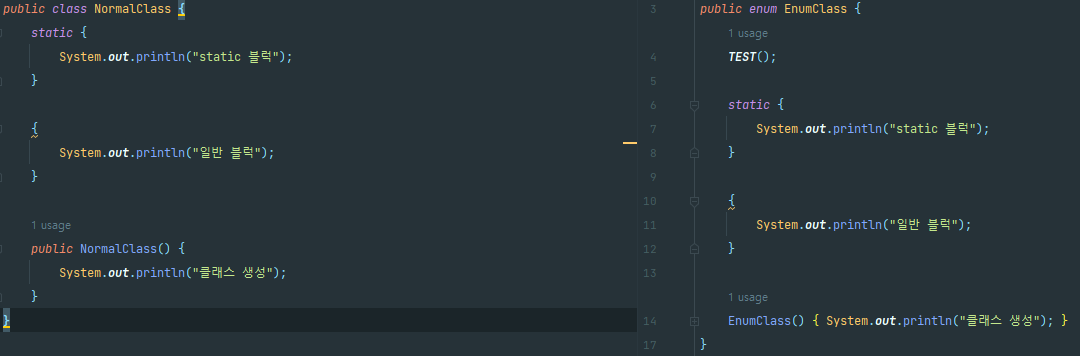 public class NormalClass {
static {
System.out.println("static 블럭");
}
{
System.out.println("일반 블럭");
}
1 usage
public NormalClass() {
System.out.println("클래스 생성");
}
}
3 public enum EnumClass {
1 usage
4 TEST();
5
6 static {
7 System.out.println("static 블럭");
8 }
9
10 {
11 System.out.println("일반 블럭");
12 }
13
1 usage
14 EnumClass() { System.out.println("클래스 생성"); }
17 }